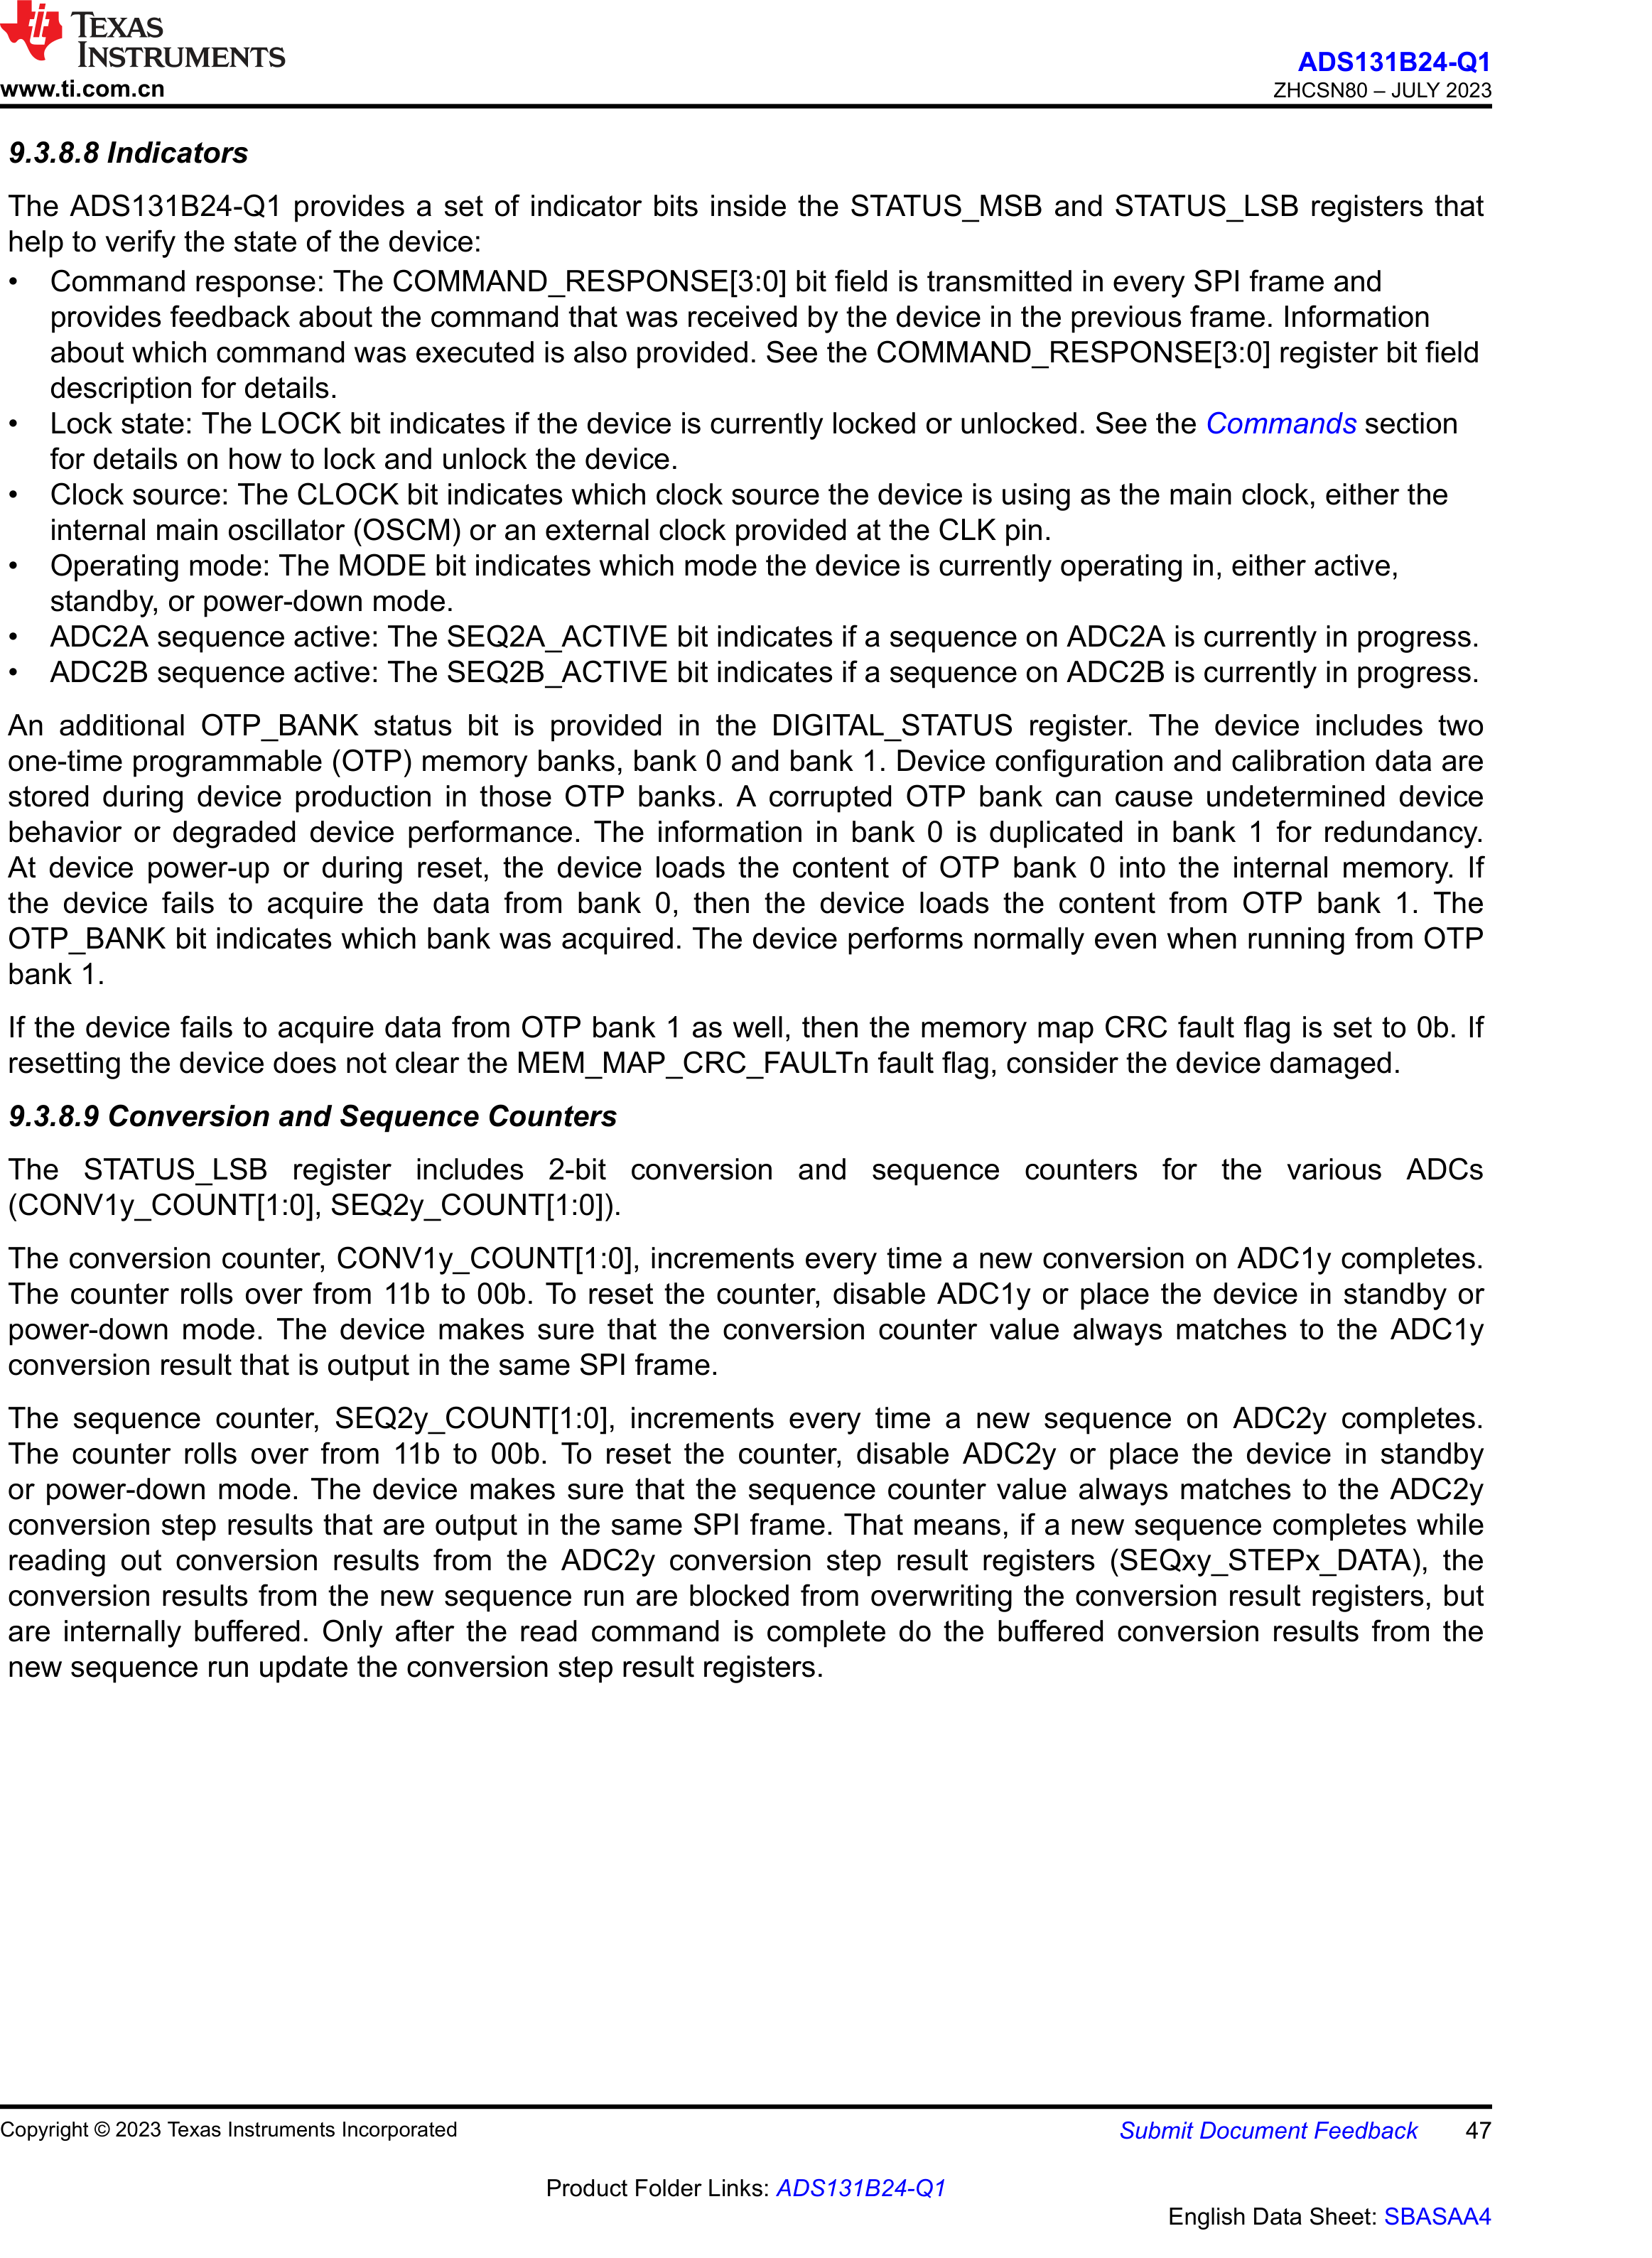 TEXAS
INSTRUMENTS
www.ti.com.cn
ADS131B24-Q1
ZHCSN80 – JULY 2023
9.3.8.8 Indicators
The ADS131B24-Q1 provides a set of indicator bits inside the STATUS_MSB and STATUS_LSB registers that
help to verify the state of the device:
• Command response: The COMMAND_RESPONSE[3:0] bit field is transmitted in every SPI frame and
provides feedback about the command that was received by the device in the previous frame. Information
about which command was executed is also provided. See the COMMAND_RESPONSE[3:0] register bit field
description for details.
• Lock state: The LOCK bit indicates if the device is currently locked or unlocked. See the Commands section
for details on how to lock and unlock the device.
• Clock source: The CLOCK bit indicates which clock source the device is using as the main clock, either the
internal main oscillator (OSCM) or an external clock provided at the CLK pin.
• Operating mode: The MODE bit indicates which mode the device is currently operating in, either active,
standby, or power-down mode.
• ADC2A sequence active: The SEQ2A_ACTIVE bit indicates if a sequence on ADC2A is currently in progress.
• ADC2B sequence active: The SEQ2B_ACTIVE bit indicates if a sequence on ADC2B is currently in progress.
An additional OTP_BANK status bit is provided in the DIGITAL_STATUS register. The device includes two
one-time programmable (OTP) memory banks, bank 0 and bank 1. Device configuration and calibration data are
stored during device production in those OTP banks. A corrupted OTP bank can cause undetermined device
behavior or degraded device performance. The information in bank 0 is duplicated in bank 1 for redundancy.
At device power-up or during reset, the device loads the content of OTP bank 0 into the internal memory. If
the device fails to acquire the data from bank 0, then the device loads the content from OTP bank 1. The
OTP_BANK bit indicates which bank was acquired. The device performs normally even when running from OTP
bank 1.
If the device fails to acquire data from OTP bank 1 as well, then the memory map CRC fault flag is set to 0b. If
resetting the device does not clear the MEM_MAP_CRC_FAULTn fault flag, consider the device damaged.
9.3.8.9 Conversion and Sequence Counters
The STATUS_LSB register includes 2-bit conversion and sequence counters for the various ADCs
(CONV1y_COUNT[1:0], SEQ2y_COUNT[1:0]).
The conversion counter, CONV1y_COUNT[1:0], increments every time a new conversion on ADC1y completes.
The counter rolls over from 11b to 00b. To reset the counter, disable ADC1y or place the device in standby or
power-down mode. The device makes sure that the conversion counter value always matches to the ADC1y
conversion result that is output in the same SPI frame.
The sequence counter, SEQ2y_COUNT[1:0], increments every time a new sequence on ADC2y completes.
The counter rolls over from 11b to 00b. To reset the counter, disable ADC2y or place the device in standby
or power-down mode. The device makes sure that the sequence counter value always matches to the ADC2y
conversion step results that are output in the same SPI frame. That means, if a new sequence completes while
reading out conversion results from the ADC2y conversion step result registers (SEQxy_STEPx_DATA), the
conversion results from the new sequence run are blocked from overwriting the conversion result registers, but
are internally buffered. Only after the read command is complete do the buffered conversion results from the
new sequence run update the conversion step result registers.
Copyright © 2023 Texas Instruments Incorporated
Submit Document Feedback 47
Product Folder Links: ADS131B24-Q1
English Data Sheet: SBASAA4